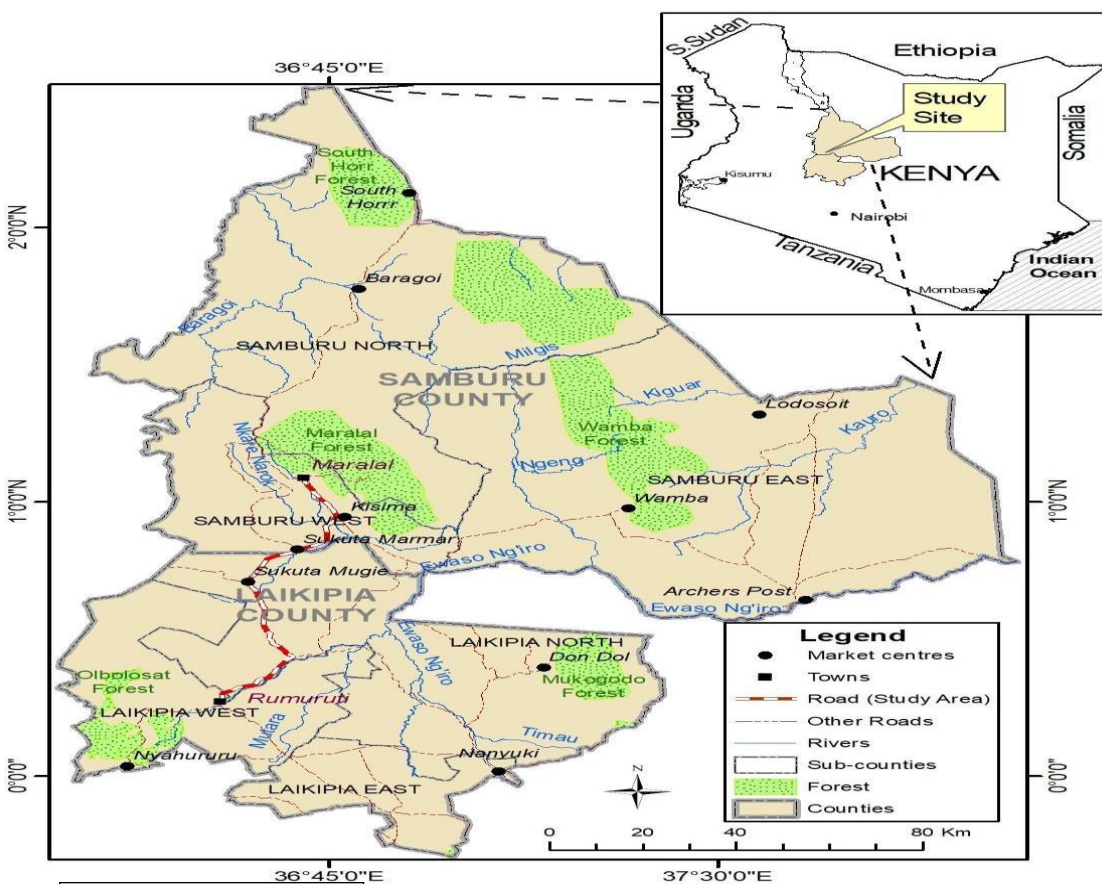 36°45'0"E
S.Sudan
Ethiopia
Uganda
Study
Site
Somalia
KENYA
Kisumu
Nairobi
Tanzania
Indian
Ocean
Mombasa
South
Horr
Forest
South
Horrr
2°0'0"N
Baragoi
Baragoi
SAMBURU NORTH
Milgis
SAMBURU
COUNTY
Kiguar
Lodosoit
Kauro
Maralal
Forest
Wamba
Forest
Nkare Narok
Maralal
Ngeng
SAMBURU EAST
1°0'0"N
Wamba
1°0'0"N
Kisima
SAMBURU WEST
Sukuta Marmar
Ewaso Ng'iro
Sukuta Mugie
LAIKIPIA
COUNTY
Archers Post
Ewaso Ng'iro
Ewaso Ng'iro
LAIKIPIA NORTH
Don Dol
Mukogodo
Forest
Olbolosat
Forest
Rumuruti
LAIKIPIA WEST
Mutara
Timau
Nyahururu
Nanyuki
LAIKIPIA EAST
0°0'0"
0°0'0"
Legend
Market centres
Towns
Road (Study Area)
Other Roads
Rivers
Sub-counties
Forest
Counties
Z
0 20 40 60 80 Km
36°45'0"E
37°30'0"E